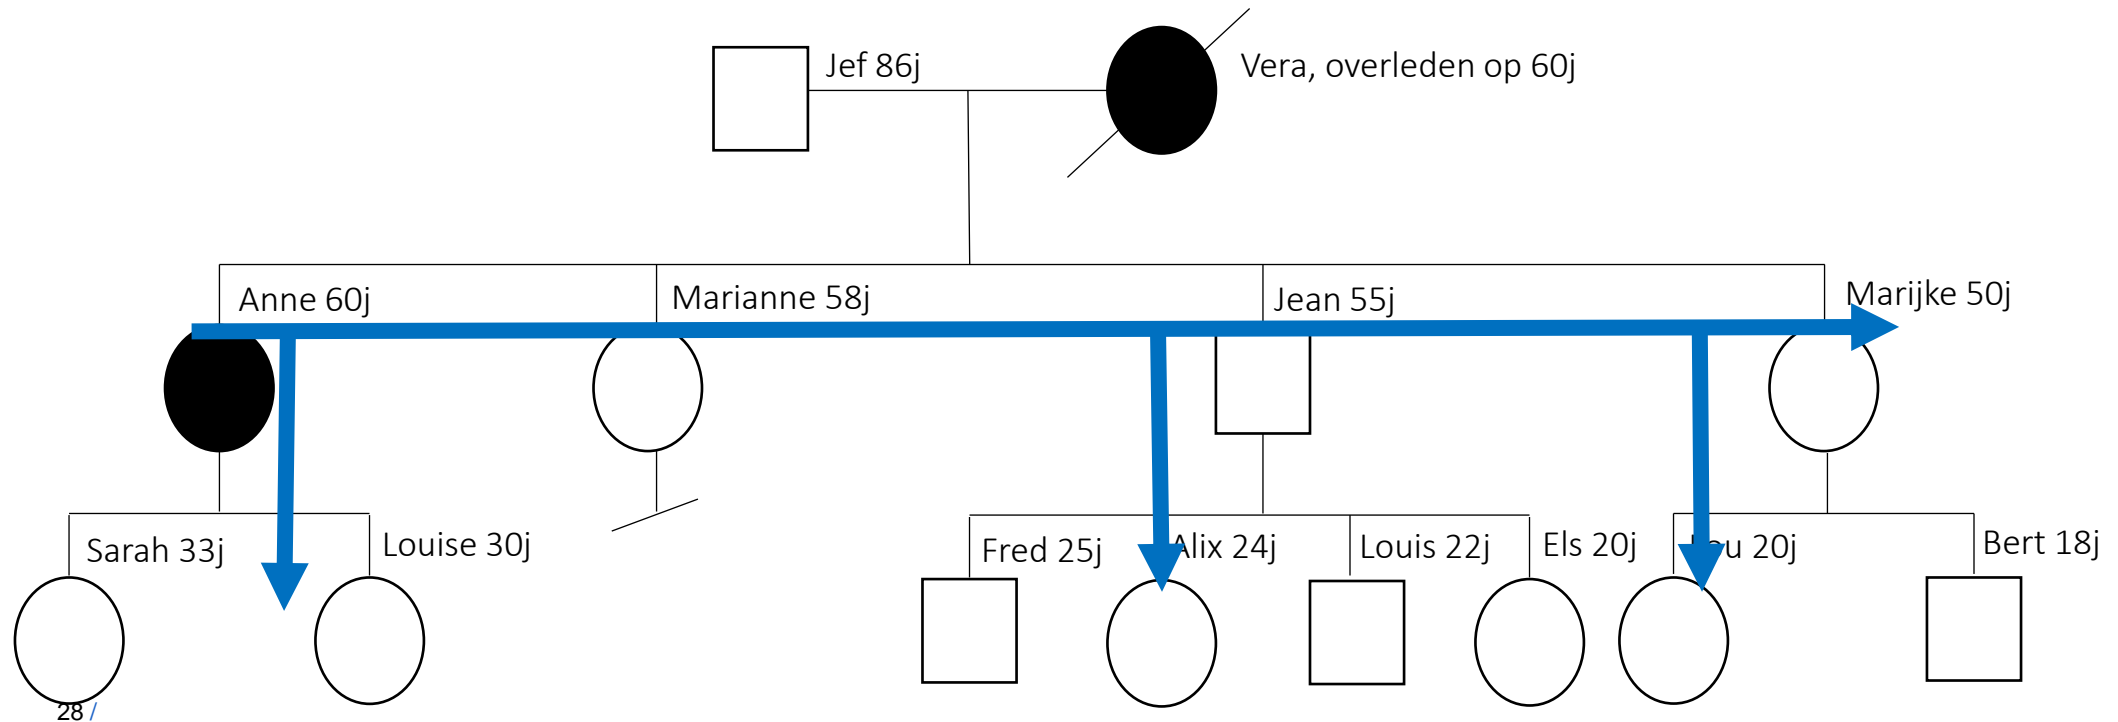 Jef 86j
Vera, overleden op 60j
Anne 60j
Marianne 58j
Jean 55j
Marijke 50j
Sarah 33j
Louise 30j
Fred 25j
Alix 24j
Louis 22j
Els 20j
20j
Bert 18j
28 /